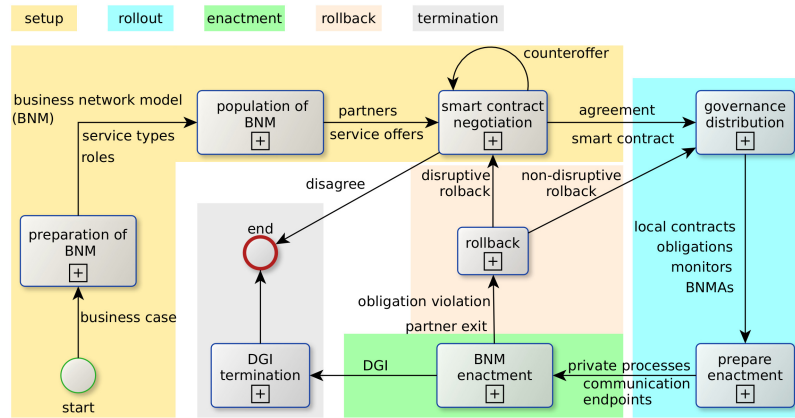 setup
rollout
enactment
rollback
termination
counteroffer
business network model
(BNM)
service types
roles
population of
BNM
partners
service offers
smart contract
negotiation
agreement
smart contract
governance
distribution
disagree
disruptive
rolback
non-disruptive
rolback
preparation of
BNM
end
rollback
local contracts
obligations
monitors
BNMAs
business case
obligation violation
partner exit
start
DGI
termination
DGI
BNM
enactment
private processes
communication
endpoints
prepare
enactment